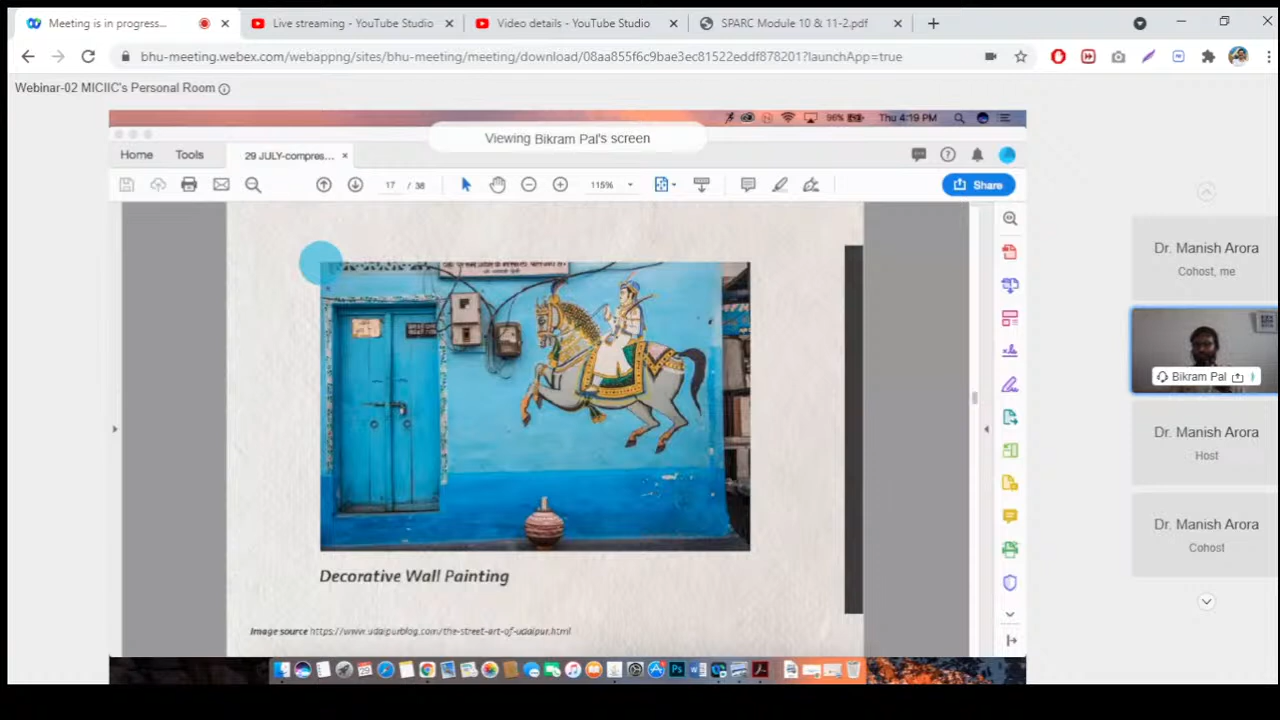 Meeting is in progress...
Live streaming - YouTube Studio
Video details - YouTube Studio
SPARC Module 10 & 11-2.pdf
bhu-meeting.webex.com/webappng/sites/bhu-meeting/meeting/download/08aa855f6c9bae3ec81522eddf878201?launchApp=true
Webinar-02 MICIIC's Personal Room
96%
Thu 4:19 PM
Viewing Bikram Pal's screen
Home
Tools
29 JULY-compres...
17 / 38
115%
Share
Dr. Manish Arora
Cohost, me
Bikram Pal
Dr. Manish Arora
Host
Dr. Manish Arora
Cohost
Decorative Wall Painting
Image source https://www.udaipurblog.com/the-street-art-of-udaipur.html